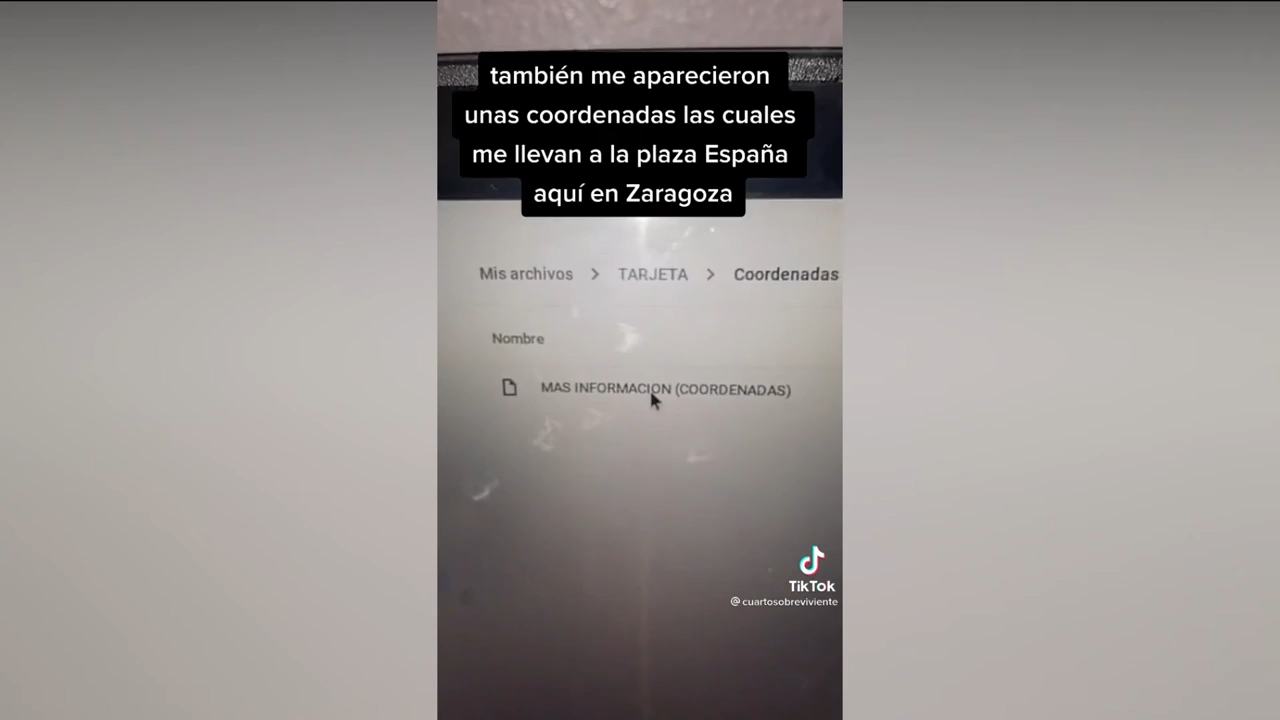 también me aparecieron
unas coordenadas las cuales
me llevan a la plaza España
aquí en Zaragoza
Mis archivos > TARJETA > Coordenadas
Nombre
MAS INFORMACION (COORDENADAS)
TikTok
@cuartosobreviviente